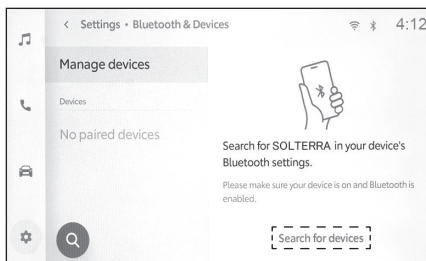 < Settings • Bluetooth & Devices
4:12
Manage devices
Devices
No paired devices
Search for SOLTERRA in your device's
Bluetooth settings.
Please make sure your device is on and Bluetooth is
enabled.
Search for devices